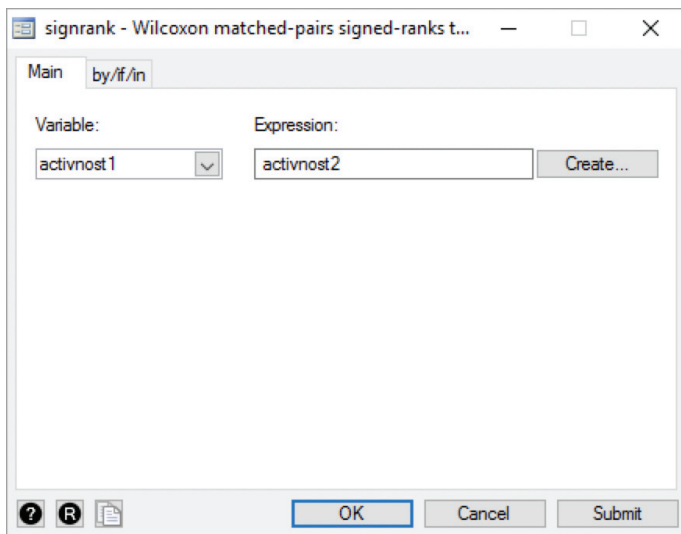 signrank - Wilcoxon matched-pairs signed-ranks t...
Main by/if/in
Variable: Expression:
activnost1 activnost2 Create...
? R OK Cancel Submit